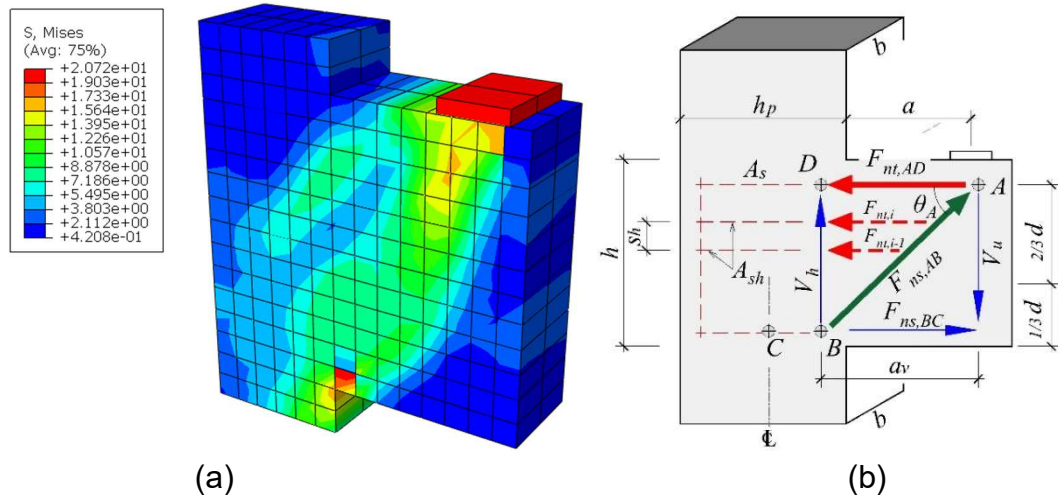 S, Mises
(Avg: 75%)
+2.072e+01
+1.903e+01
+1.733e+01
+1.564e+01
+1.395e+01
+1.226e+01
+1.057e+01
+8.878e+00
+7.186e+00
+5.495e+00
+3.803e+00
+2.112e+00
+4.208e-01
(a)
b
hp
a
D
As
Fnt,AD
A
θA
Fnt,i
Fnt,i-1
sh
h
Ash
Vh
Fns,AB
Vu
2/3 d
Fns,BC
1/3 d
C
B
av
b
℄
(b)